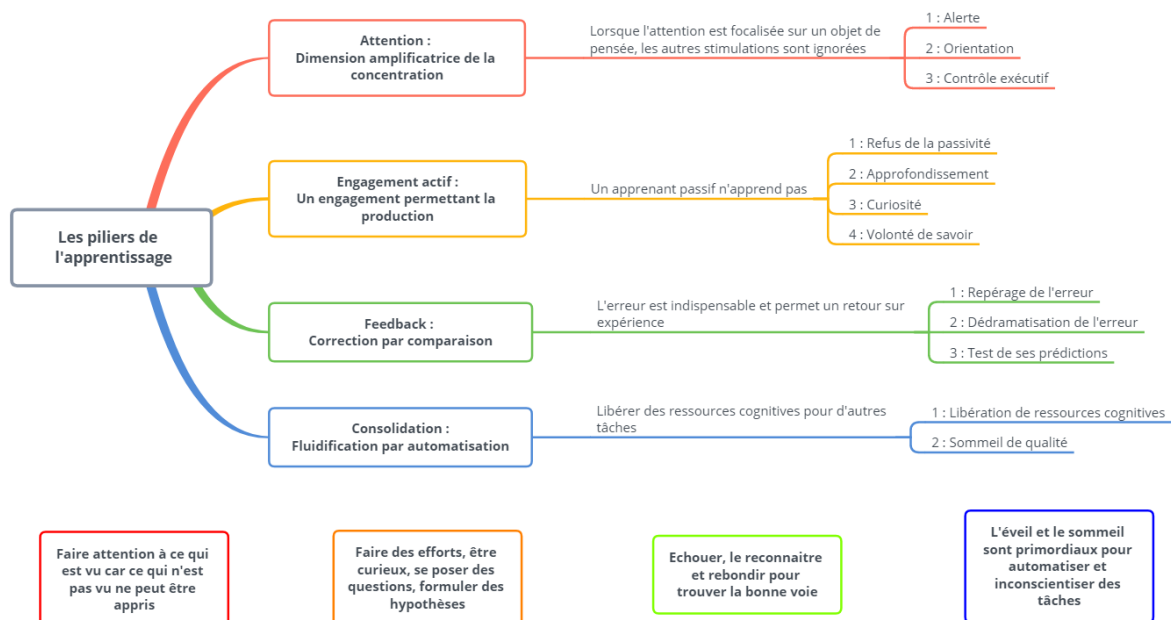 Les piliers de
l'apprentissage
Attention :
Dimension amplificatrice de la
concentration
Lorsque l'attention est focalisée sur un objet de
pensée, les autres stimulations sont ignorées
1 : Alerte
2 : Orientation
3 : Contrôle exécutif
Engagement actif :
Un engagement permettant la
production
Un apprenant passif n'apprend pas
1 : Refus de la passivité
2 : Approfondissement
3 : Curiosité
4 : Volonté de savoir
Feedback :
Correction par comparaison
L'erreur est indispensable et permet un retour sur
expérience
1 : Repérage de l'erreur
2 : Dédramatisation de l'erreur
3 : Test de ses prédictions
Consolidation :
Fluidification par automatisation
Libérer des ressources cognitives pour d'autres
tâches
1 : Libération de ressources cognitives
2 : Sommeil de qualité
Faire attention à ce qui
est vu car ce qui n'est
pas vu ne peut être
appris
Faire des efforts, être
curieux, se poser des
questions, formuler des
hypothèses
Echouer, le reconnaitre
et rebondir pour
trouver la bonne voie
L'éveil et le sommeil
sont primordiaux pour
automatiser et
inconscientiser des
tâches